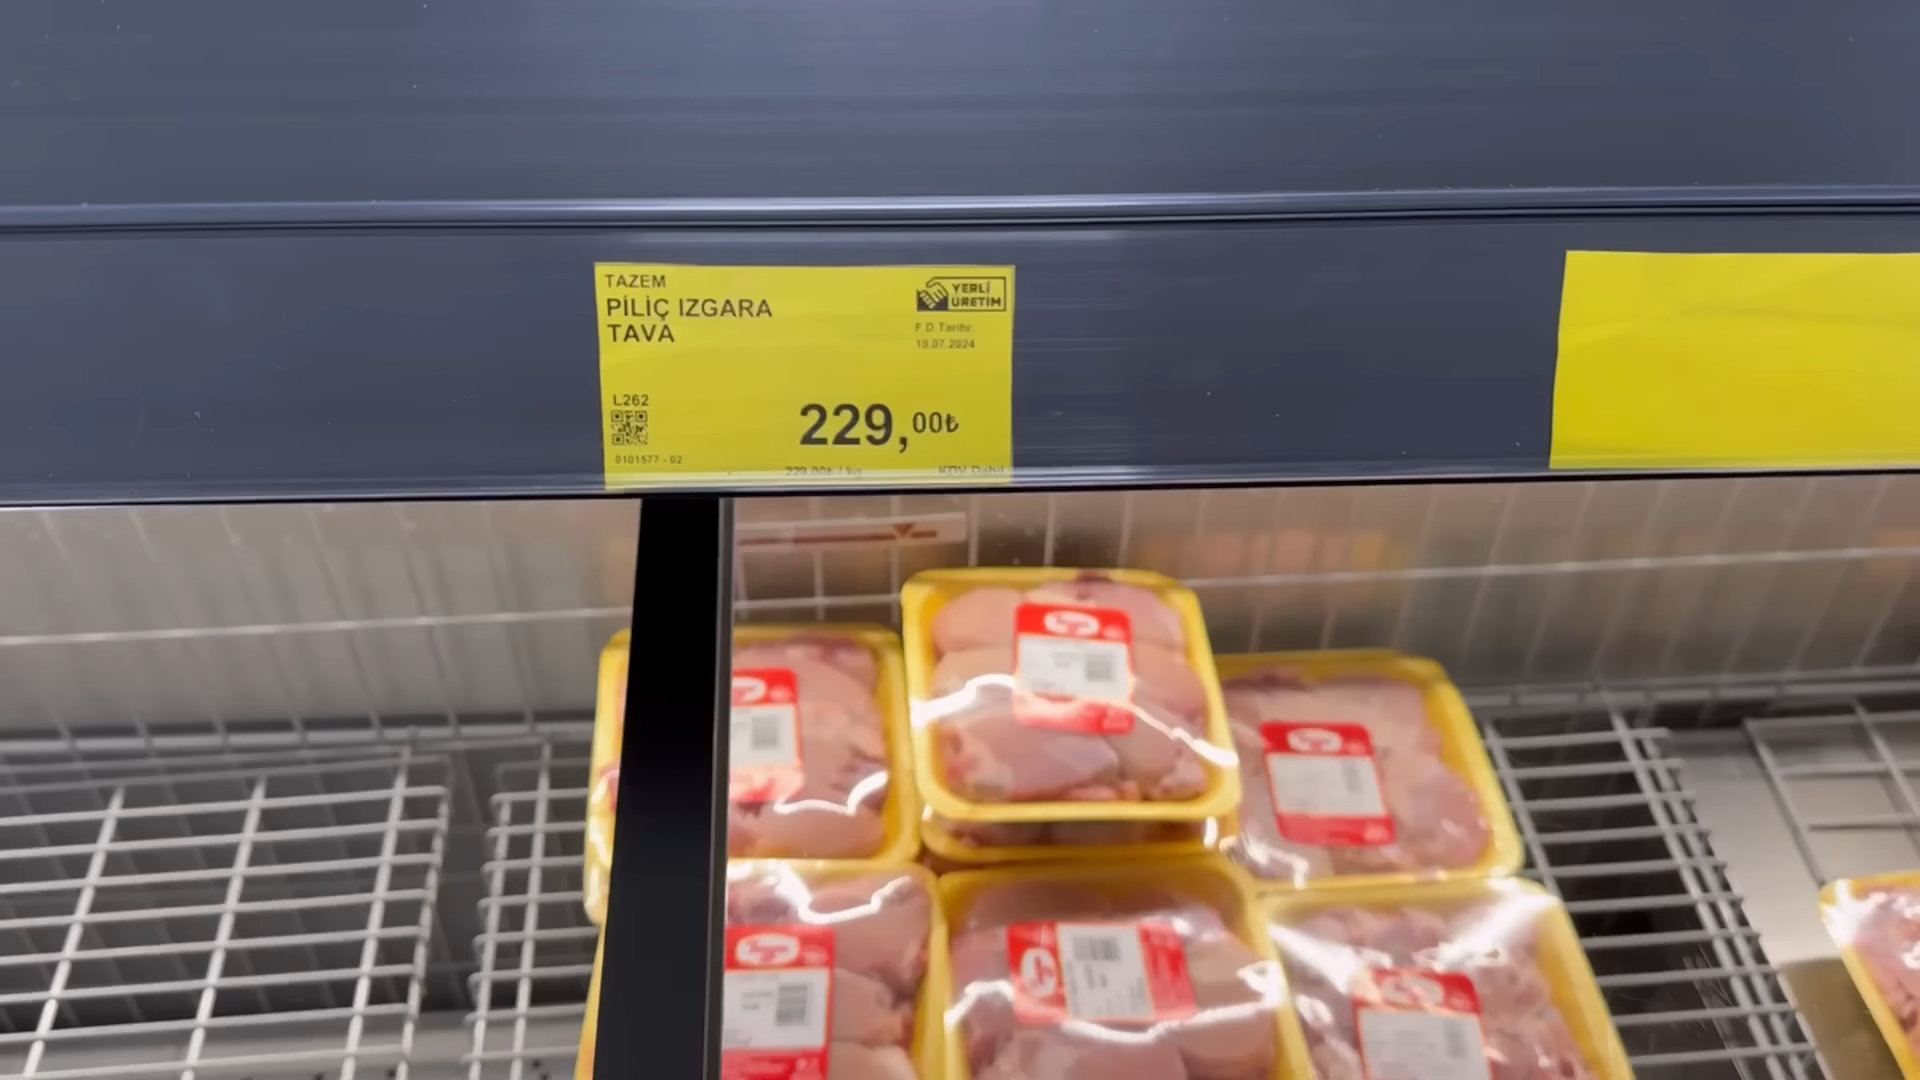 TAZEM
PİLİÇ IZGARA
TAVA
YERLİ
ÜRETİM
F.D.Tarihi:
10.07.2024
L262
229,00₺
0101577 - 02
229,00₺ / kg
KDV Dahil